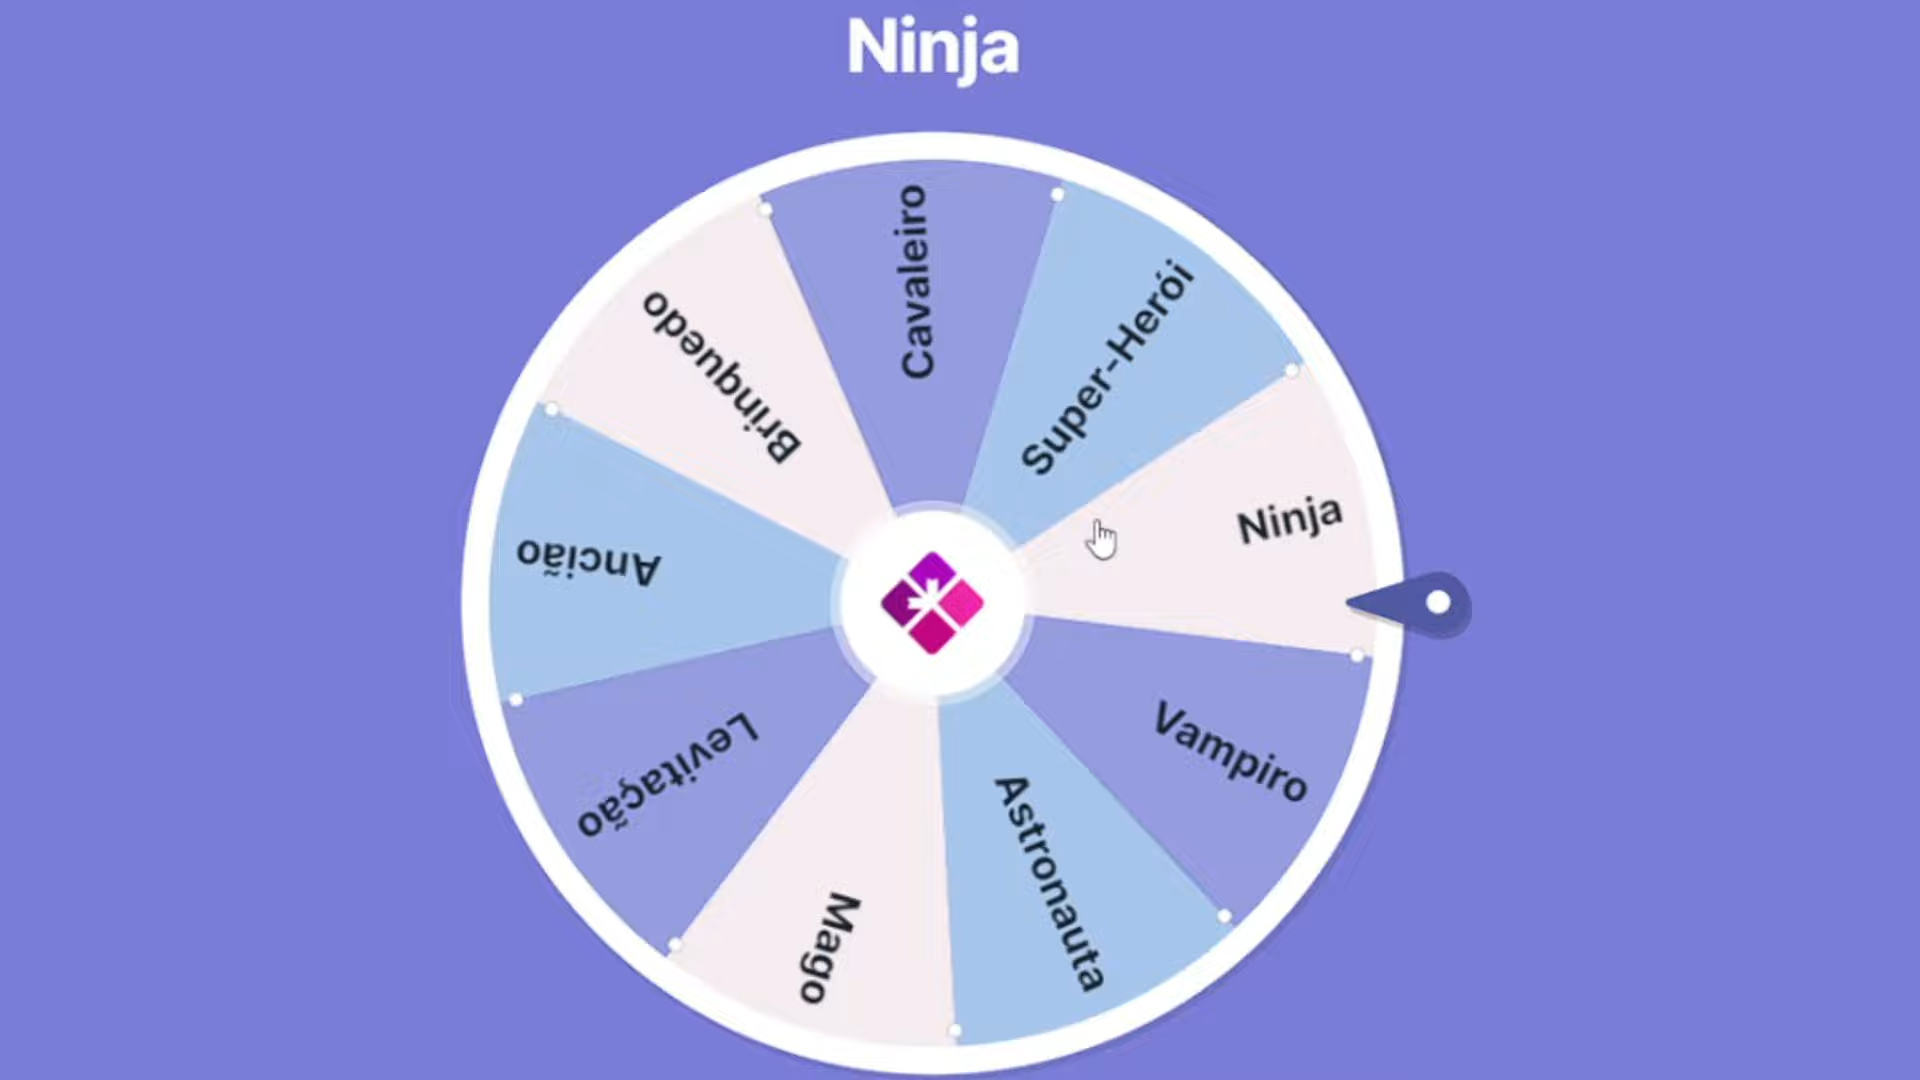 Ninja
Cavaleiro
Super-Herói
Ninja
Vampiro
Astronauta
Mago
Levitação
Ancião
Brinquedo